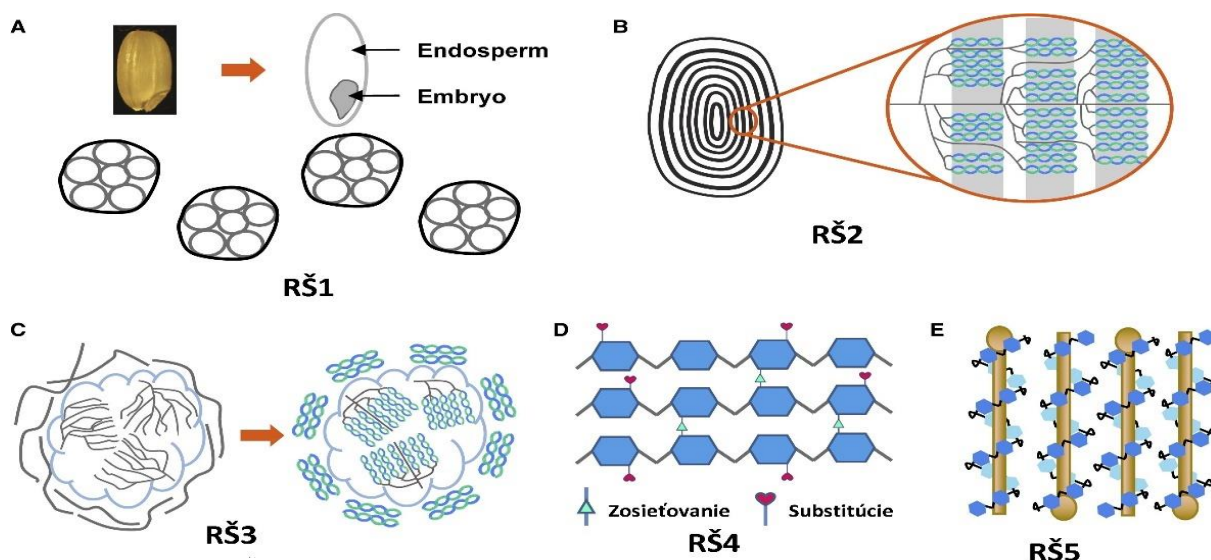 A
Endosperm
Embryo
RŠ1
B
RŠ2
C
RŠ3
D
Zosieťovanie
Substitúcie
RŠ4
E
RŠ5